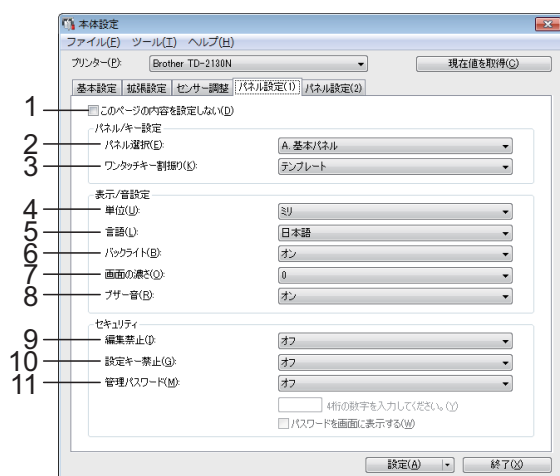 本体設定
ファイル(F) ツール(T) ヘルプ(H)
プリンター(P): Brother TD-2130N 現在値を取得(C)
基本設定 拡張設定 センサー調整 パネル設定(1) パネル設定(2)
1 このページの内容を設定しない(D)
パネル/キー設定
2 パネル選択(E): A. 基本パネル
3 ワンタッチキー割振り(K): テンプレート
表示/音設定
4 単位(U): ミリ
5 言語(L): 日本語
6 バックライト(B): オン
7 画面の濃さ(O): 0
8 ブザー音(R): オン
セキュリティ
9 編集禁止(I): オフ
10 設定キー禁止(G): オフ
11 管理パスワード(M): オフ
4桁の数字を入力してください。(Y)
パスワードを画面に表示する(W)
設定(A) 終了(X)